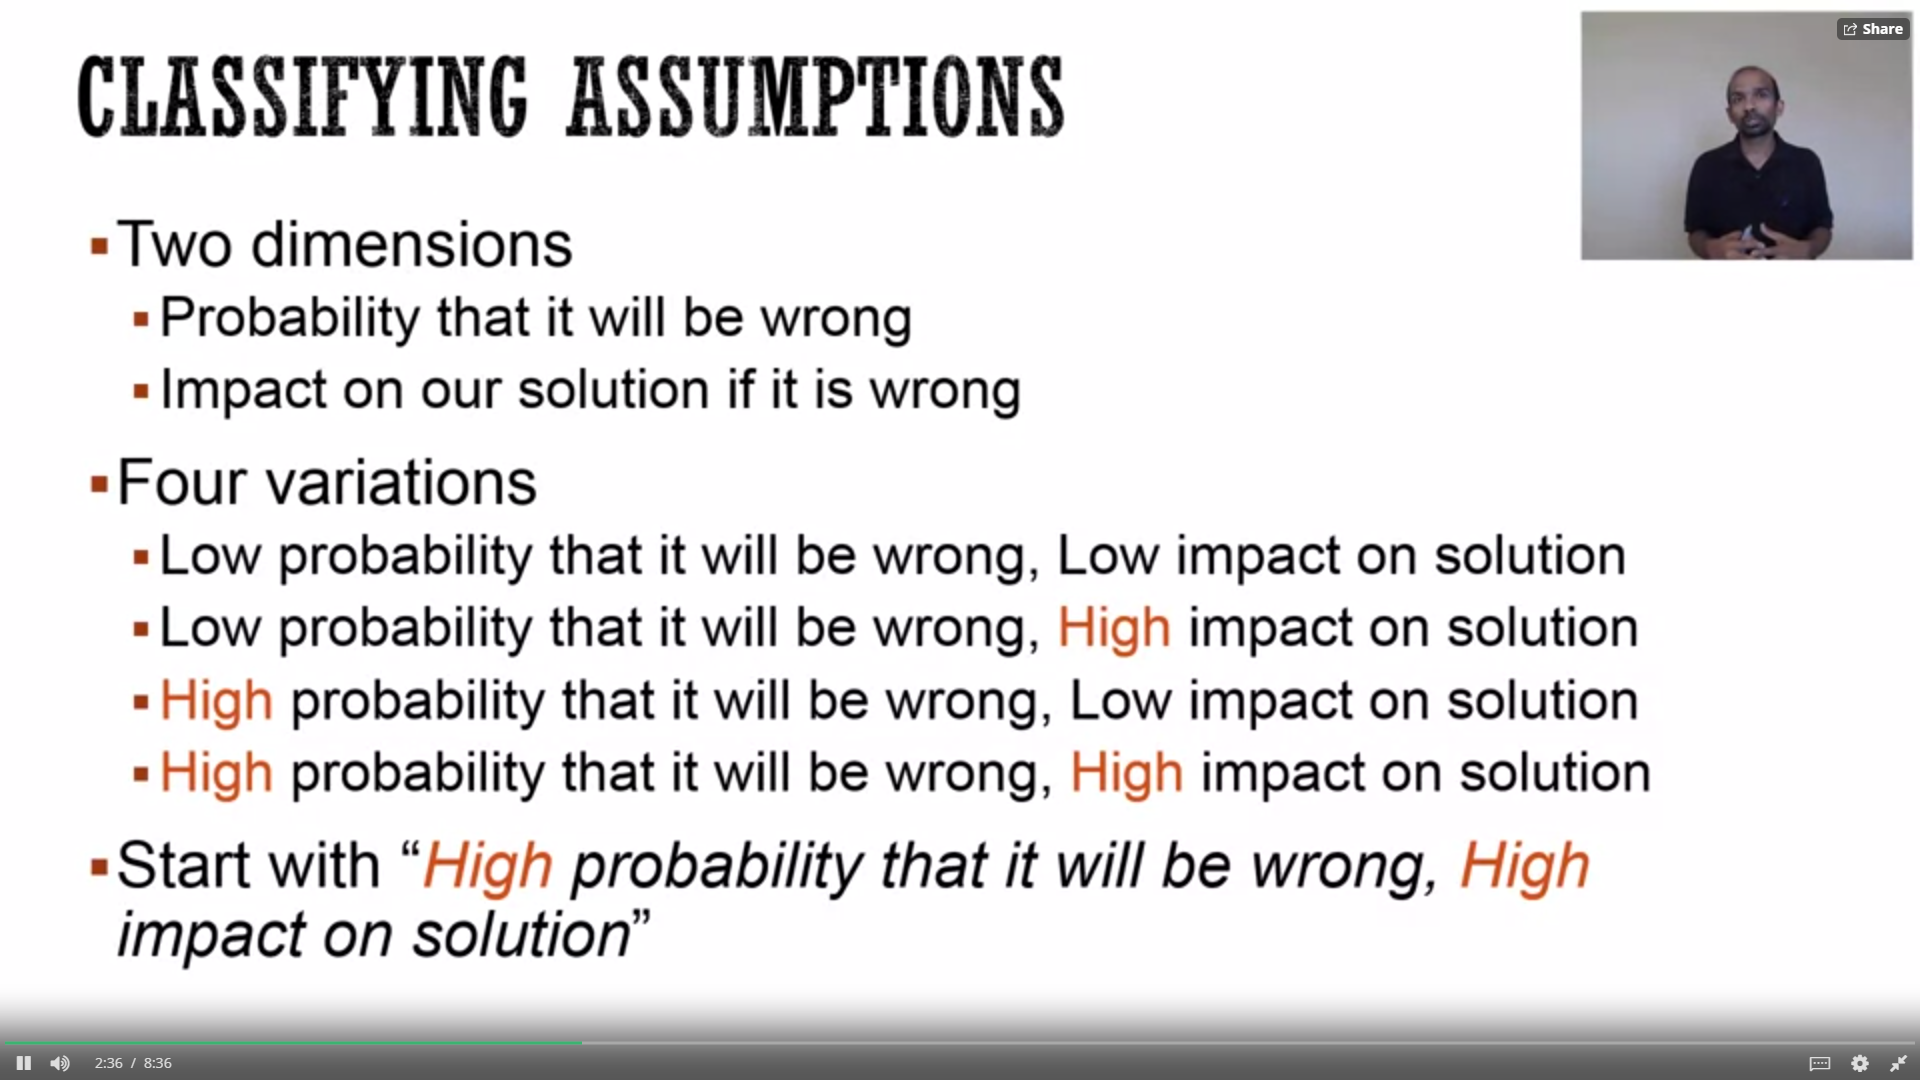 Share
CLASSIFYING ASSUMPTIONS
Two dimensions
Probability that it will be wrong
Impact on our solution if it is wrong
Four variations
Low probability that it will be wrong, Low impact on solution
Low probability that it will be wrong, High impact on solution
High probability that it will be wrong, Low impact on solution
High probability that it will be wrong, High impact on solution
Start with “High probability that it will be wrong, High
impact on solution”
2:36 / 8:36